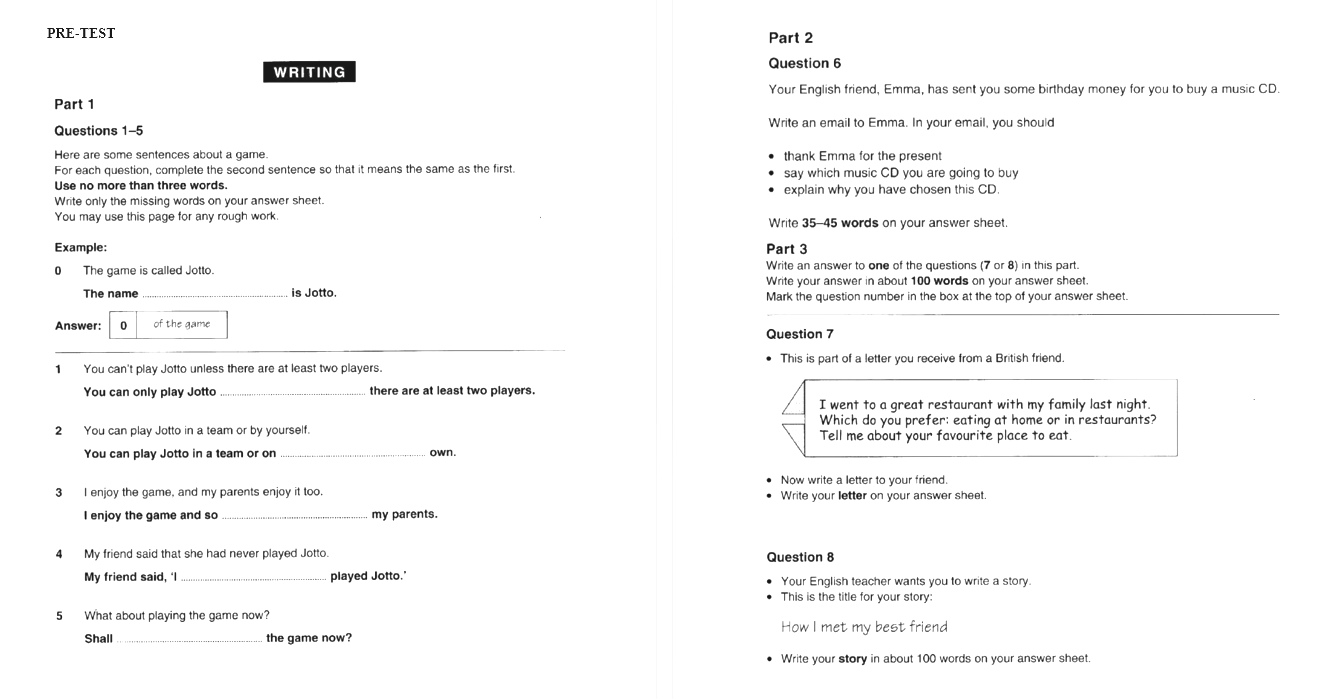 PRE-TEST
WRITING
Part 1
Questions 1–5
Here are some sentences about a game.
For each question, complete the second sentence so that it means the same as the first.
Use no more than three words.
Write only the missing words on your answer sheet.
You may use this page for any rough work.
Example:
0 The game is called Jotto.
The name ................................................ is Jotto.
Answer: 0 of the game
1 You can't play Jotto unless there are at least two players.
You can only play Jotto ................................................ there are at least two players.
2 You can play Jotto in a team or by yourself.
You can play Jotto in a team or on ................................................ own.
3 I enjoy the game, and my parents enjoy it too.
I enjoy the game and so ................................................ my parents.
4 My friend said that she had never played Jotto.
My friend said, 'I ................................................ played Jotto.'
5 What about playing the game now?
Shall ................................................ the game now?
Part 2
Question 6
Your English friend, Emma, has sent you some birthday money for you to buy a music CD.
Write an email to Emma. In your email, you should
• thank Emma for the present
• say which music CD you are going to buy
• explain why you have chosen this CD.
Write 35–45 words on your answer sheet.
Part 3
Write an answer to one of the questions (7 or 8) in this part.
Write your answer in about 100 words on your answer sheet.
Mark the question number in the box at the top of your answer sheet.
Question 7
• This is part of a letter you receive from a British friend.
I went to a great restaurant with my family last night.
Which do you prefer: eating at home or in restaurants?
Tell me about your favourite place to eat.
• Now write a letter to your friend.
• Write your letter on your answer sheet.
Question 8
• Your English teacher wants you to write a story.
• This is the title for your story:
How I met my best friend
• Write your story in about 100 words on your answer sheet.